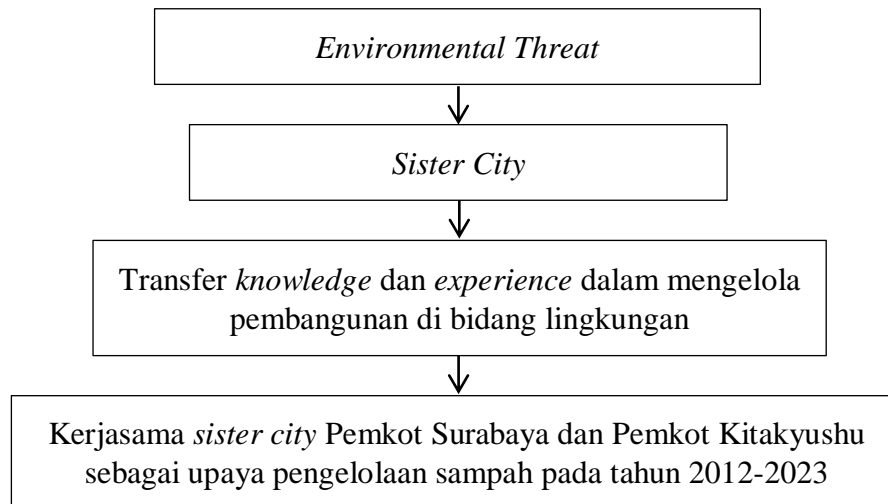 Environmental Threat
Sister City
Transfer knowledge dan experience dalam mengelola
pembangunan di bidang lingkungan
Kerjasama sister city Pemkot Surabaya dan Pemkot Kitakyushu
sebagai upaya pengelolaan sampah pada tahun 2012-2023